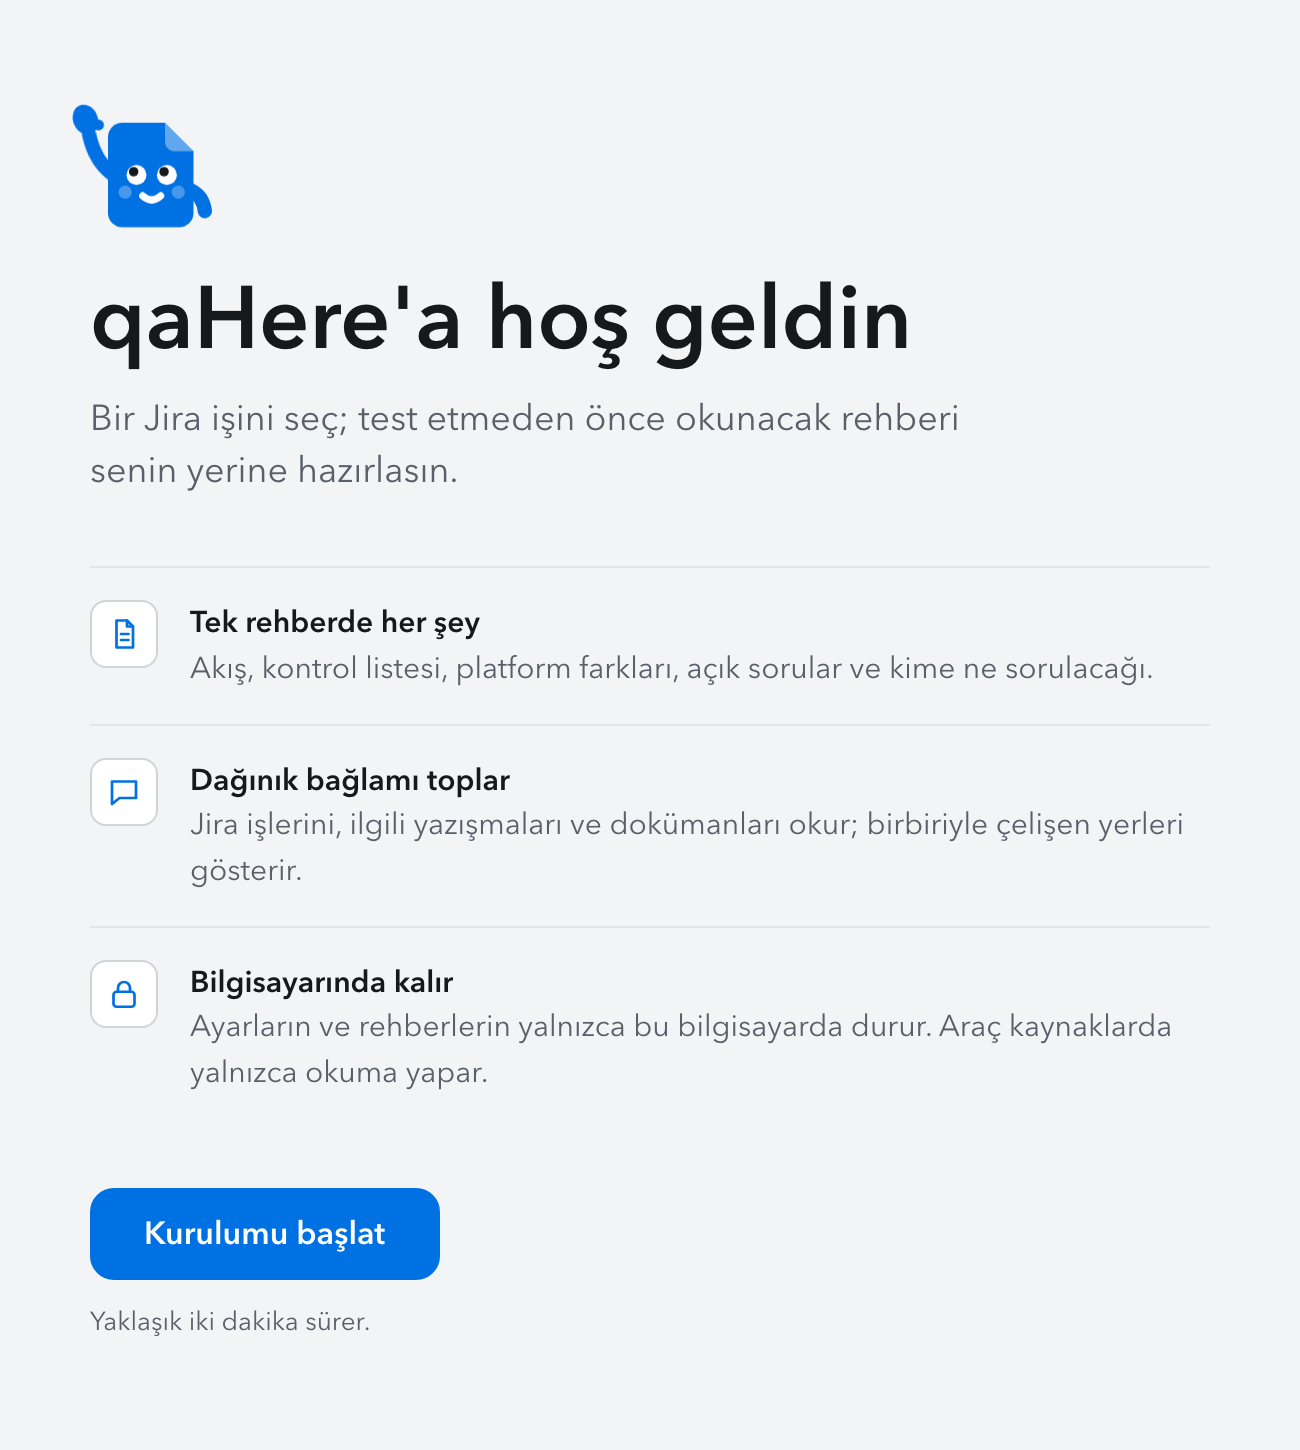 qaHere'a hoş geldin
Bir Jira işini seç; test etmeden önce okunacak rehberi
senin yerine hazırlasın.
Tek rehberde her şey
Akış, kontrol listesi, platform farkları, açık sorular ve kime ne sorulacağı.
Dağınık bağlamı toplar
Jira işlerini, ilgili yazışmaları ve dokümanları okur; birbiriyle çelişen yerleri
gösterir.
Bilgisayarında kalır
Ayarların ve rehberlerin yalnızca bu bilgisayarda durur. Araç kaynaklarda
yalnızca okuma yapar.
Kurulumu başlat
Yaklaşık iki dakika sürer.